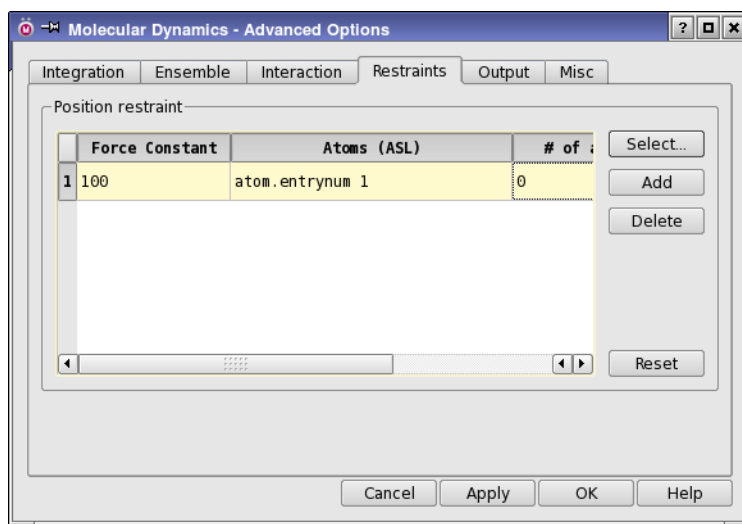 Molecular Dynamics - Advanced Options
Integration Ensemble Interaction Restraints Output Misc
Position restraint
Force Constant Atoms (ASL) # of
Select...
1 100 atom.entrynum 1 0
Add
Delete
Reset
Cancel Apply OK Help